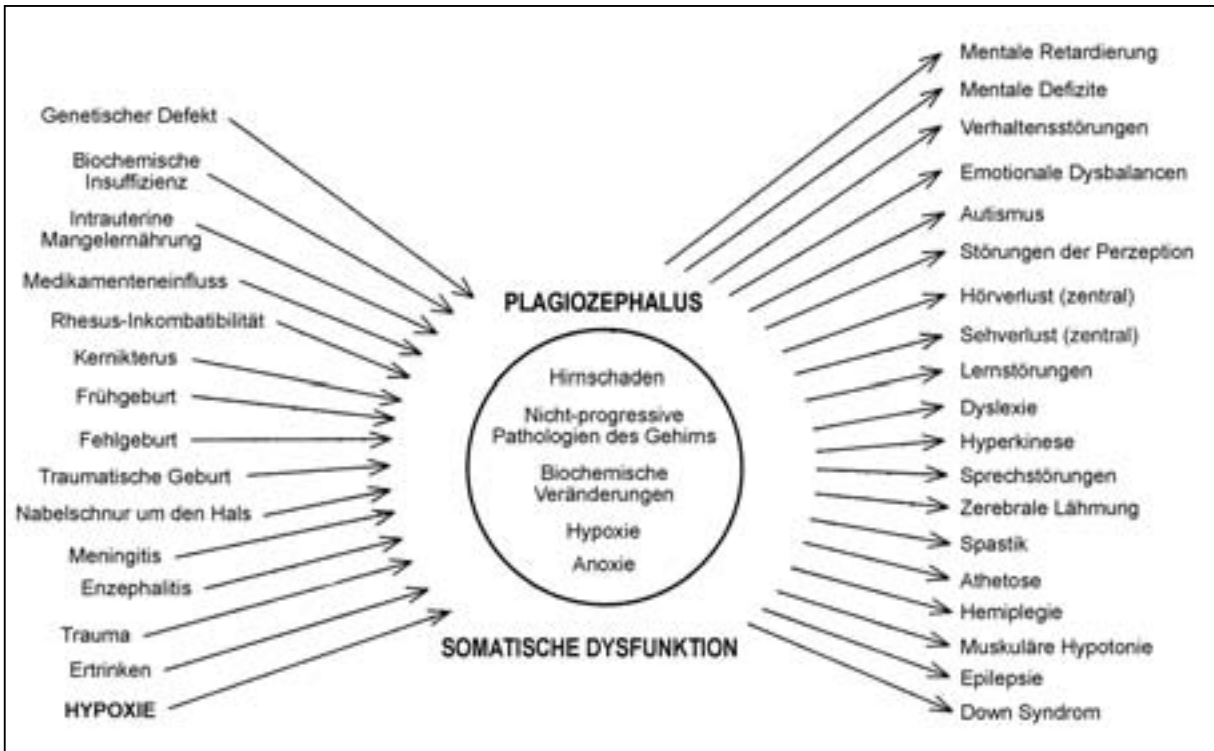 Genetischer Defekt
Biochemische
Insuffizienz
Intrauterine
Mangelernährung
Medikamenteneinfluss
Rhesus-Inkombatibilität
Kernikterus
Frühgeburt
Fehlgeburt
Traumatische Geburt
Nabelschnur um den Hals
Meningitis
Enzephalitis
Trauma
Ertrinken
HYPOXIE
PLAGIOZEPHALUS
Hirnschaden
Nicht-progressive
Pathologien des Gehirns
Biochemische
Veränderungen
Hypoxie
Anoxie
SOMATISCHE DYSFUNKTION
Mentale Retardierung
Mentale Defizite
Verhaltensstörungen
Emotionale Dysbalancen
Autismus
Störungen der Perzeption
Hörverlust (zentral)
Sehverlust (zentral)
Lernstörungen
Dyslexie
Hyperkinese
Sprechstörungen
Zerebrale Lähmung
Spastik
Athetose
Hemiplegie
Muskuläre Hypotonie
Epilepsie
Down Syndrom